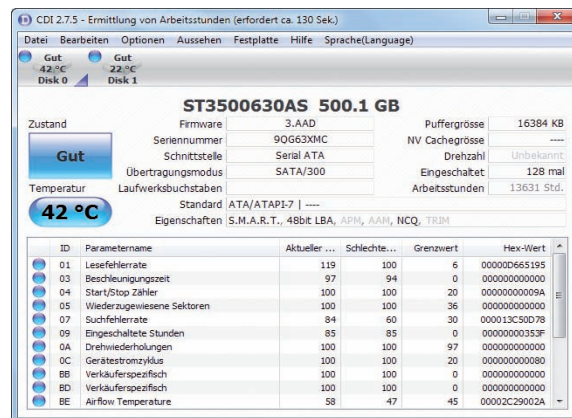 CDI 2.7.5 - Ermittlung von Arbeitsstunden (erfordert ca. 130 Sek.)
Datei Bearbeiten Optionen Aussehen Festplatte Hilfe Sprache(Language)
Gut Gut
42 °C 22 °C
Disk 0 Disk 1
ST3500630AS 500.1 GB
Zustand Firmware 3.AAD Puffergrösse 16384 KB
Seriennummer 9QG63XMC NV Cachegrösse ----
Gut Schnittstelle Serial ATA Drehzahl Unbekannt
Übertragungsmodus SATA/300 Eingeschaltet 128 mal
Temperatur Laufwerksbuchstaben Arbeitsstunden 13631 Std.
42 °C Standard ATA/ATAPI-7 | ----
Eigenschaften S.M.A.R.T., 48bit LBA, APM, AAM, NCQ, TRIM
ID Parametername Aktueller ... Schlechte... Grenzwert Hex-Wert
01 Lesefehlerrate 119 100 6 00000D665195
03 Beschleunigungszeit 97 94 0 000000000000
04 Start/Stop Zähler 100 100 20 00000000009A
05 Wiederzugewiesene Sektoren 100 100 36 000000000000
07 Suchfehlerrate 84 60 30 000013C50D78
09 Eingeschaltete Stunden 85 85 0 00000000353F
0A Drehwiederholungen 100 100 97 000000000000
0C Gerätestromzyklus 100 100 20 000000000080
BB Verkäuferspezifisch 100 100 0 000000000000
BD Verkäuferspezifisch 100 100 0 000000000000
BE Airflow Temperature 58 47 45 00002C29002A